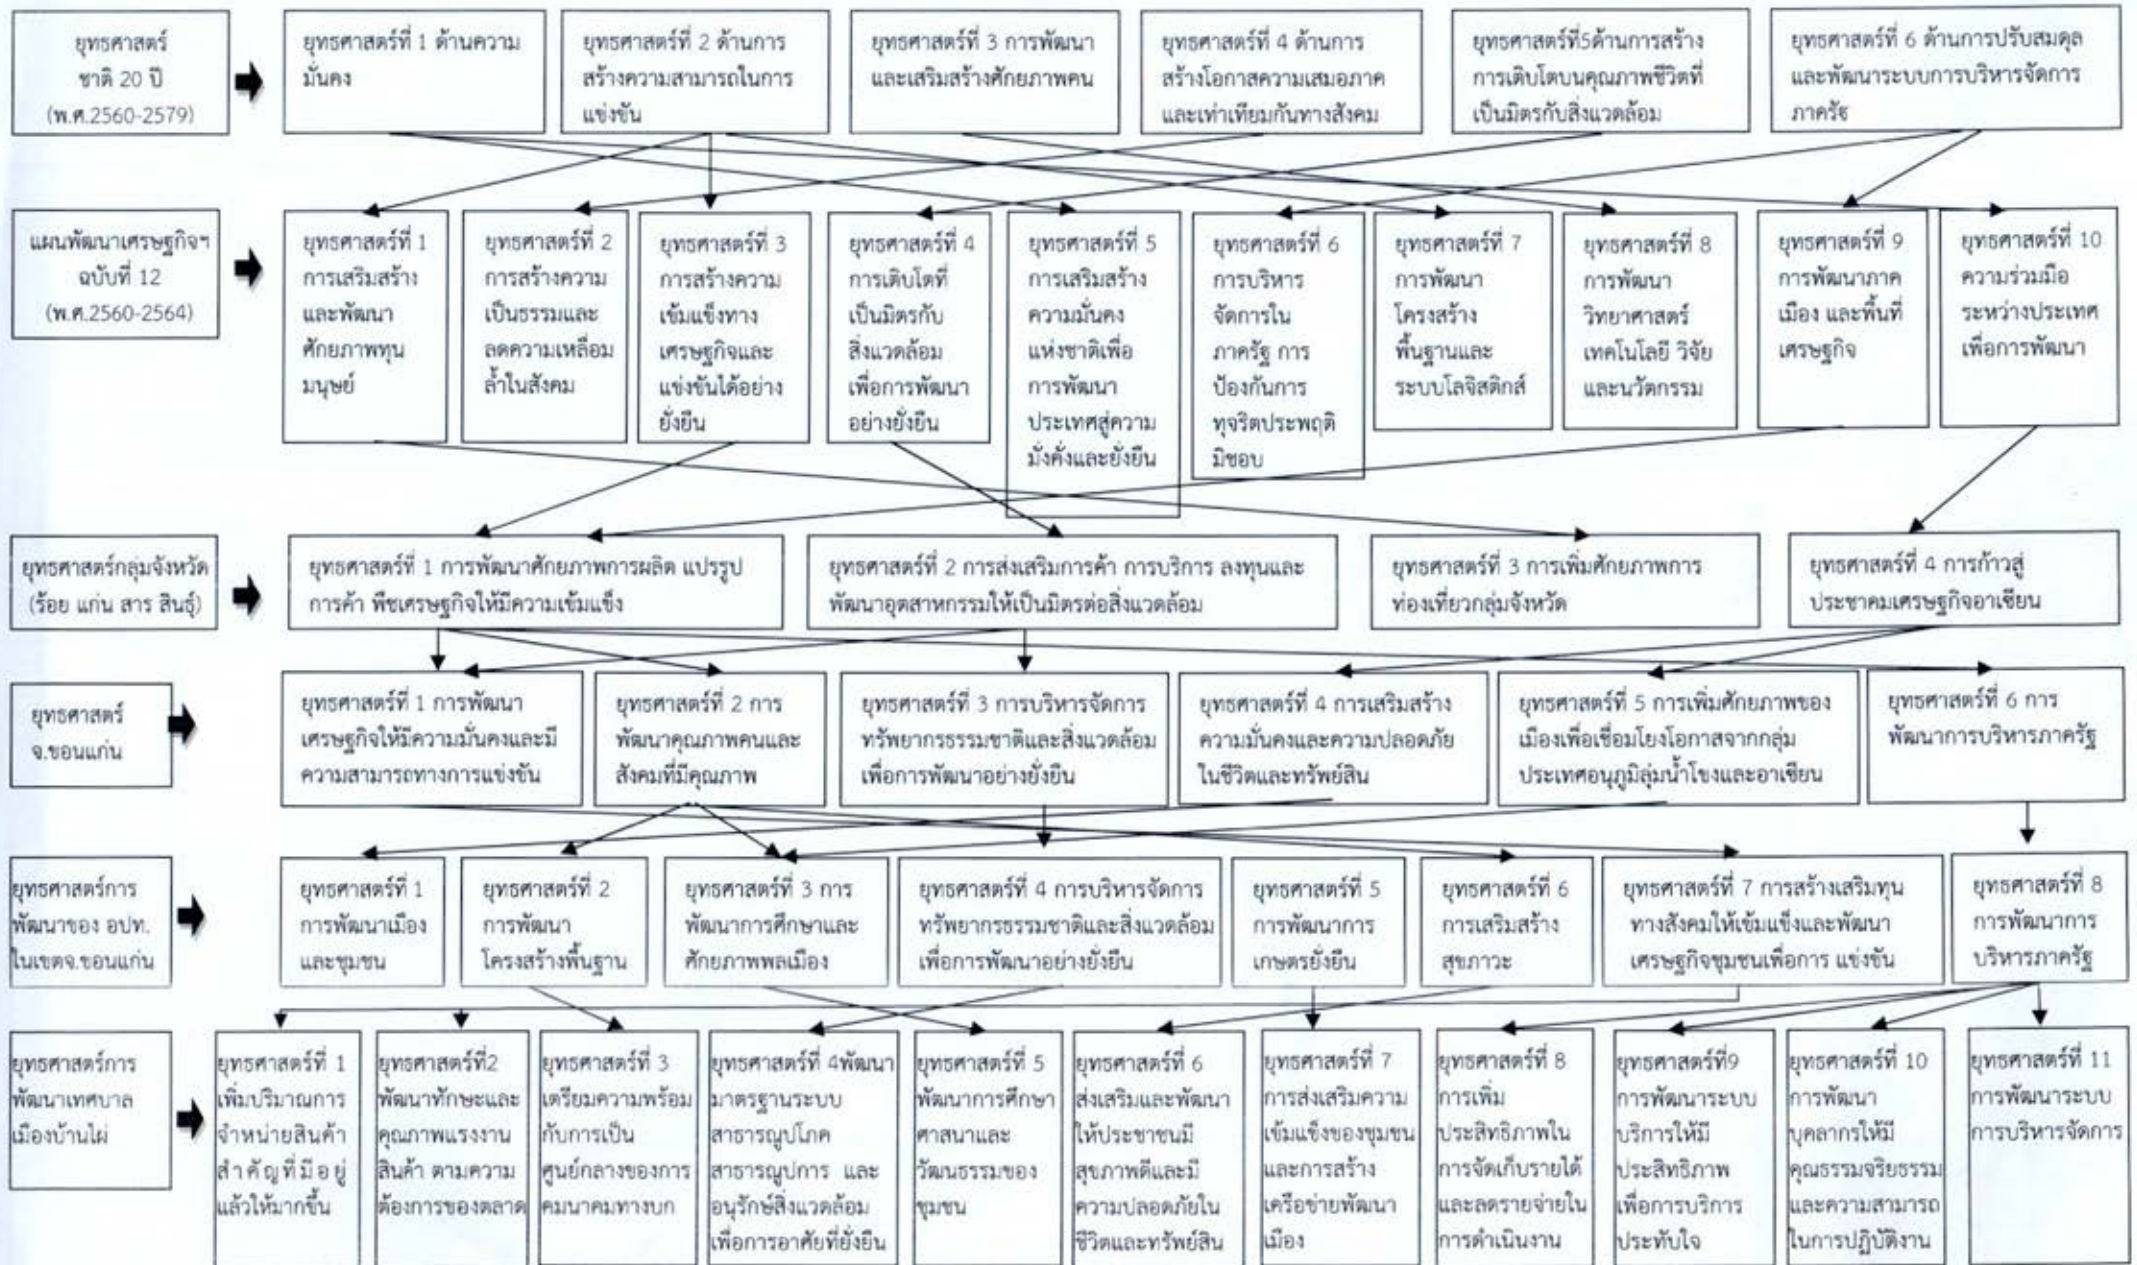 ยุทธศาสตร์
ชาติ 20 ปี
(พ.ศ.2560-2579)
ยุทธศาสตร์ที่ 1 ด้านความ
มั่นคง
ยุทธศาสตร์ที่ 2 ด้านการ
สร้างความสามารถในการ
แข่งขัน
ยุทธศาสตร์ที่ 3 การพัฒนา
และเสริมสร้างศักยภาพคน
ยุทธศาสตร์ที่ 4 ด้านการ
สร้างโอกาสความเสมอภาค
และเท่าเทียมกันทางสังคม
ยุทธศาสตร์ที่5ด้านการสร้าง
การเติบโตบนคุณภาพชีวิตที่
เป็นมิตรกับสิ่งแวดล้อม
ยุทธศาสตร์ที่ 6 ด้านการปรับสมดุล
และพัฒนาระบบการบริหารจัดการ
ภาครัฐ
แผนพัฒนาเศรษฐกิจฯ
ฉบับที่ 12
(พ.ศ.2560-2564)
ยุทธศาสตร์ที่ 1
การเสริมสร้าง
และพัฒนา
ศักยภาพทุน
มนุษย์
ยุทธศาสตร์ที่ 2
การสร้างความ
เป็นธรรมและ
ลดความเหลื่อม
ล้ำในสังคม
ยุทธศาสตร์ที่ 3
การสร้างความ
เข้มแข็งทาง
เศรษฐกิจและ
แข่งขันได้อย่าง
ยั่งยืน
ยุทธศาสตร์ที่ 4
การเติบโตที่
เป็นมิตรกับ
สิ่งแวดล้อม
เพื่อการพัฒนา
อย่างยั่งยืน
ยุทธศาสตร์ที่ 5
การเสริมสร้าง
ความมั่นคง
แห่งชาติเพื่อ
การพัฒนา
ประเทศสู่ความ
มั่งคั่งและยั่งยืน
ยุทธศาสตร์ที่ 6
การบริหาร
จัดการใน
ภาครัฐ การ
ป้องกันการ
ทุจริตประพฤติ
มิชอบ
ยุทธศาสตร์ที่ 7
การพัฒนา
โครงสร้าง
พื้นฐานและ
ระบบโลจิสติกส์
ยุทธศาสตร์ที่ 8
การพัฒนา
วิทยาศาสตร์
เทคโนโลยี วิจัย
และนวัตกรรม
ยุทธศาสตร์ที่ 9
การพัฒนาภาค
เมือง และพื้นที่
เศรษฐกิจ
ยุทธศาสตร์ที่ 10
ความร่วมมือ
ระหว่างประเทศ
เพื่อการพัฒนา
ยุทธศาสตร์กลุ่มจังหวัด
(ร้อย แก่น สาร สินธุ์)
ยุทธศาสตร์ที่ 1 การพัฒนาศักยภาพการผลิต แปรรูป
การค้า พืชเศรษฐกิจให้มีความเข้มแข็ง
ยุทธศาสตร์ที่ 2 การส่งเสริมการค้า การบริการ ลงทุนและ
พัฒนาอุตสาหกรรมให้เป็นมิตรต่อสิ่งแวดล้อม
ยุทธศาสตร์ที่ 3 การเพิ่มศักยภาพการ
ท่องเที่ยวกลุ่มจังหวัด
ยุทธศาสตร์ที่ 4 การก้าวสู่
ประชาคมเศรษฐกิจอาเซียน
ยุทธศาสตร์
จ.ขอนแก่น
ยุทธศาสตร์ที่ 1 การพัฒนา
เศรษฐกิจให้มีความมั่นคงและมี
ความสามารถทางการแข่งขัน
ยุทธศาสตร์ที่ 2 การ
พัฒนาคุณภาพคนและ
สังคมที่มีคุณภาพ
ยุทธศาสตร์ที่ 3 การบริหารจัดการ
ทรัพยากรธรรมชาติและสิ่งแวดล้อม
เพื่อการพัฒนาอย่างยั่งยืน
ยุทธศาสตร์ที่ 4 การเสริมสร้าง
ความมั่นคงและความปลอดภัย
ในชีวิตและทรัพย์สิน
ยุทธศาสตร์ที่ 5 การเพิ่มศักยภาพของ
เมืองเพื่อเชื่อมโยงโอกาสจากกลุ่ม
ประเทศอนุภูมิลุ่มน้ำโขงและอาเซียน
ยุทธศาสตร์ที่ 6 การ
พัฒนาการบริหารภาครัฐ
ยุทธศาสตร์การ
พัฒนาของ อปท.
ในเขตจ.ขอนแก่น
ยุทธศาสตร์ที่ 1
การพัฒนาเมือง
และชุมชน
ยุทธศาสตร์ที่ 2
การพัฒนา
โครงสร้างพื้นฐาน
ยุทธศาสตร์ที่ 3 การ
พัฒนาการศึกษาและ
ศักยภาพพลเมือง
ยุทธศาสตร์ที่ 4 การบริหารจัดการ
ทรัพยากรธรรมชาติและสิ่งแวดล้อม
เพื่อการพัฒนาอย่างยั่งยืน
ยุทธศาสตร์ที่ 5
การพัฒนาการ
เกษตรยั่งยืน
ยุทธศาสตร์ที่ 6
การเสริมสร้าง
สุขภาวะ
ยุทธศาสตร์ที่ 7 การสร้างเสริมทุน
ทางสังคมให้เข้มแข็งและพัฒนา
เศรษฐกิจชุมชนเพื่อการ แข่งขัน
ยุทธศาสตร์ที่ 8
การพัฒนาการ
บริหารภาครัฐ
ยุทธศาสตร์การ
พัฒนาเทศบาล
เมืองบ้านไผ่
ยุทธศาสตร์ที่ 1
เพิ่มปริมาณการ
จำหน่ายสินค้า
สำคัญที่มีอยู่
แล้วให้มากขึ้น
ยุทธศาสตร์ที่2
พัฒนาทักษะและ
คุณภาพแรงงาน
สินค้า ตามความ
ต้องการของตลาด
ยุทธศาสตร์ที่ 3
เตรียมความพร้อม
กับการเป็น
ศูนย์กลางของการ
คมนาคมทางบก
ยุทธศาสตร์ที่ 4พัฒนา
มาตรฐานระบบ
สาธารณูปโภค
สาธารณูปการ และ
อนุรักษ์สิ่งแวดล้อม
เพื่อการอาศัยที่ยั่งยืน
ยุทธศาสตร์ที่ 5
พัฒนาการศึกษา
ศาสนาและ
วัฒนธรรมของ
ชุมชน
ยุทธศาสตร์ที่ 6
ส่งเสริมและพัฒนา
ให้ประชาชนมี
สุขภาพดีและมี
ความปลอดภัยใน
ชีวิตและทรัพย์สิน
ยุทธศาสตร์ที่ 7
การส่งเสริมความ
เข้มแข็งของชุมชน
และการสร้าง
เครือข่ายพัฒนา
เมือง
ยุทธศาสตร์ที่ 8
การเพิ่ม
ประสิทธิภาพใน
การจัดเก็บรายได้
และลดรายจ่ายใน
การดำเนินงาน
ยุทธศาสตร์ที่9
การพัฒนาระบบ
บริการให้มี
ประสิทธิภาพ
เพื่อการบริการ
ประทับใจ
ยุทธศาสตร์ที่ 10
การพัฒนา
บุคลากรให้มี
คุณธรรมจริยธรรม
และความสามารถ
ในการปฏิบัติงาน
ยุทธศาสตร์ที่ 11
การพัฒนาระบบ
การบริหารจัดการ